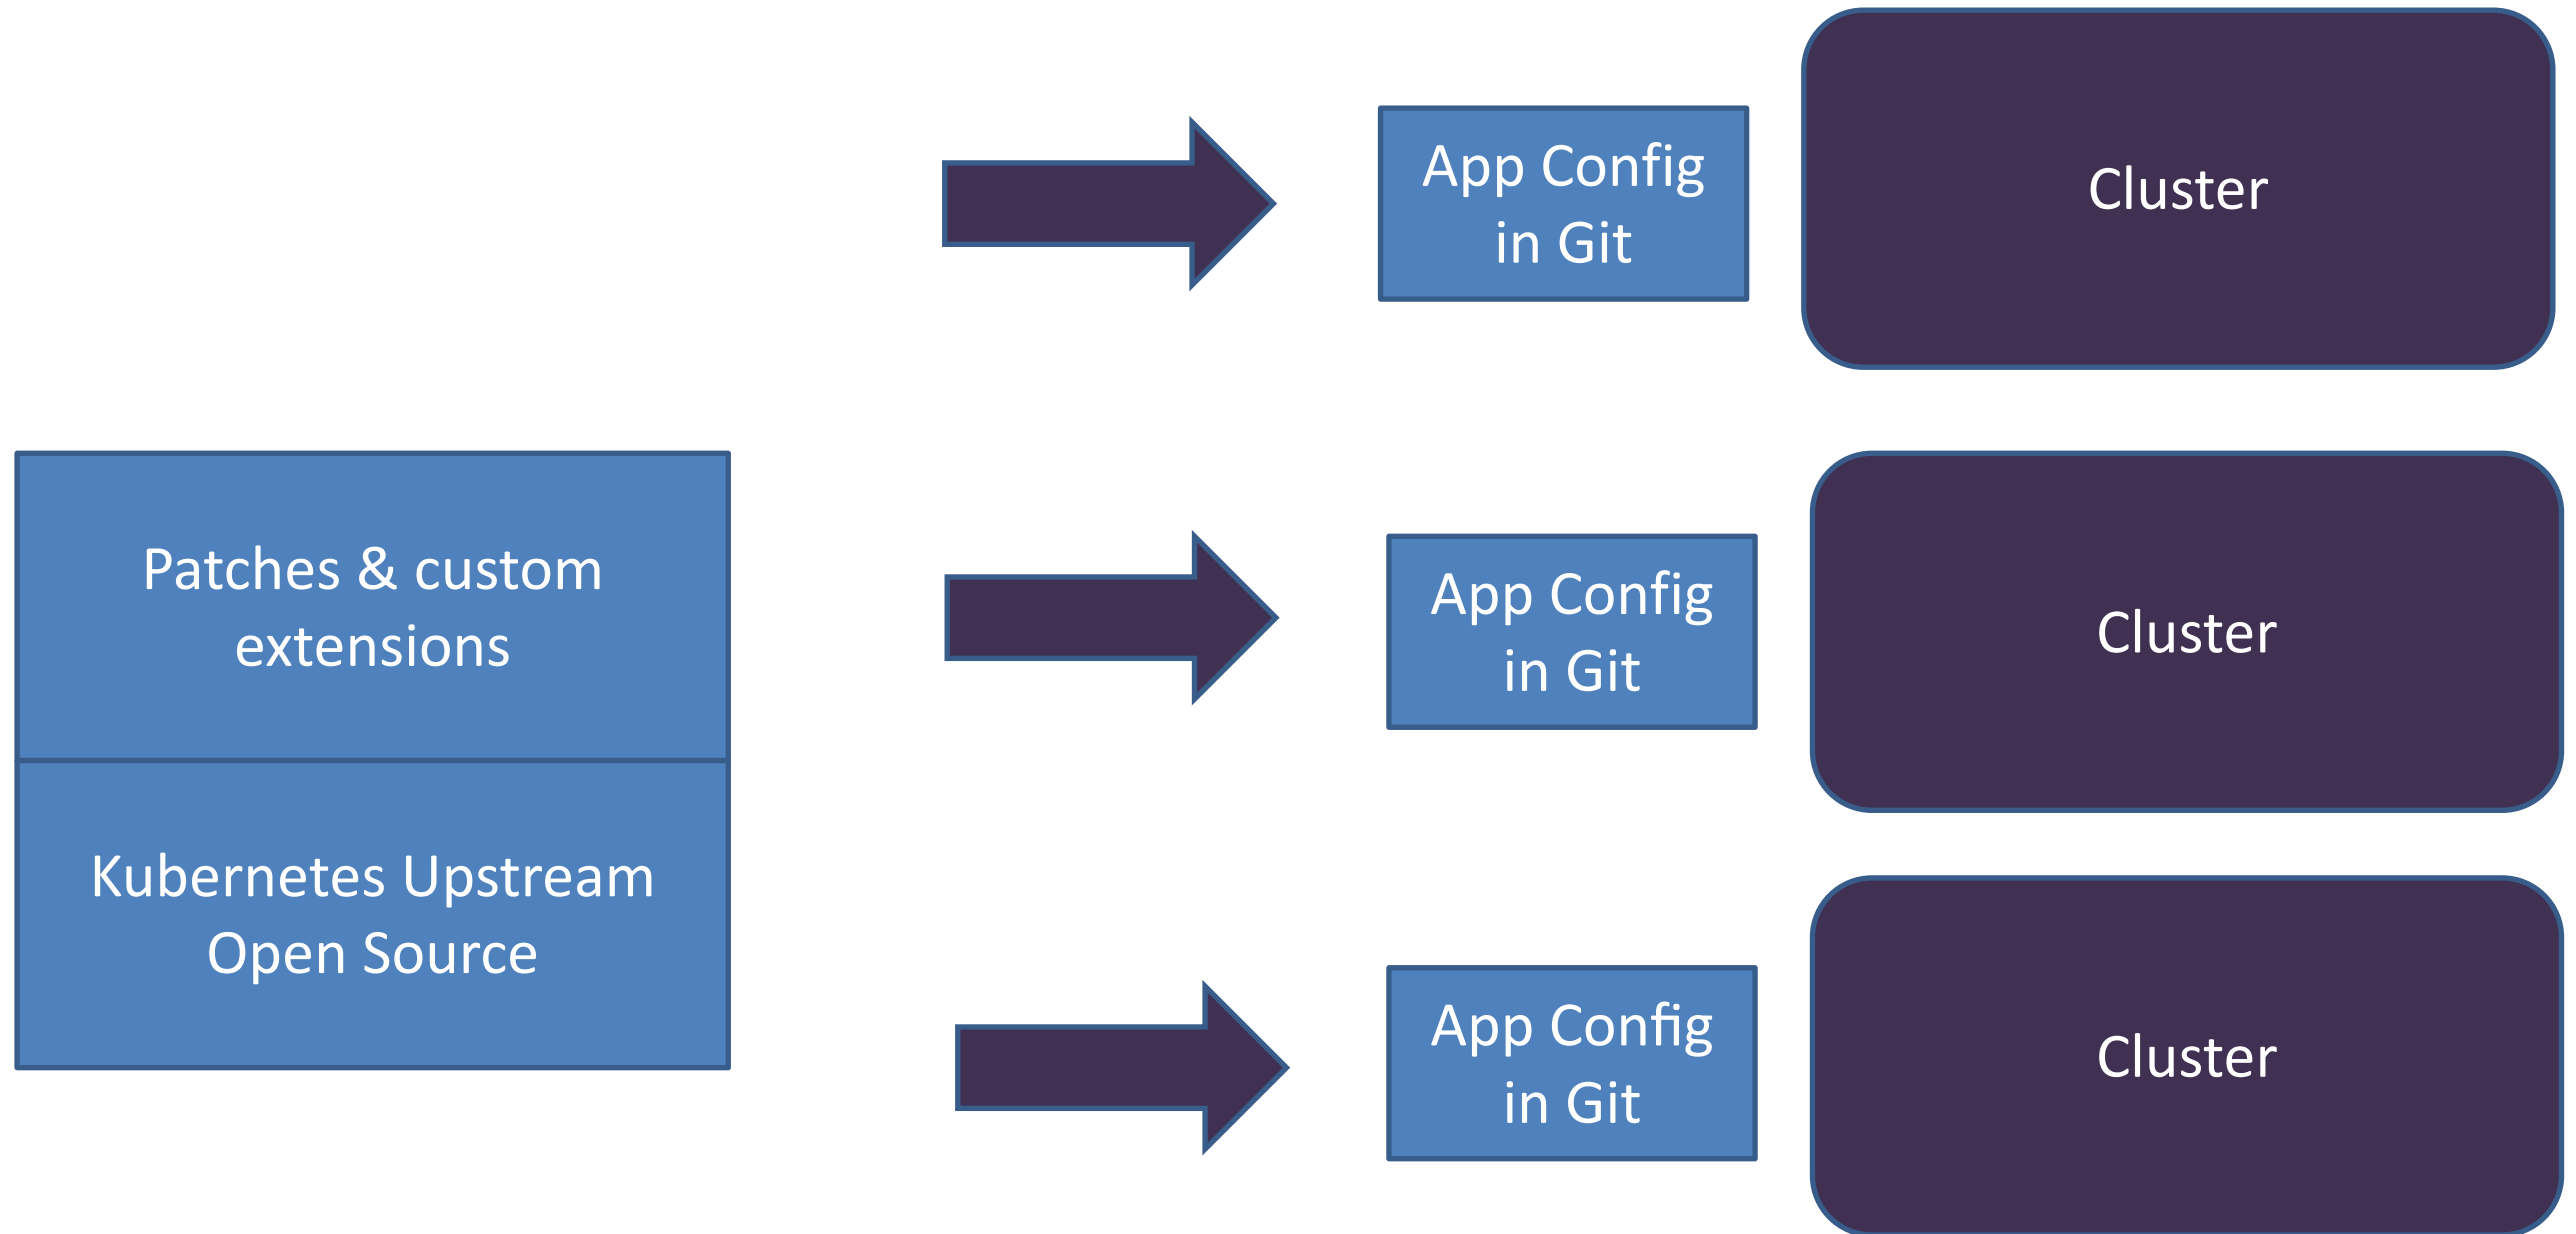 App Config
in Git
Cluster
Patches & custom
extensions
Kubernetes Upstream
Open Source
App Config
in Git
Cluster
App Config
in Git
Cluster